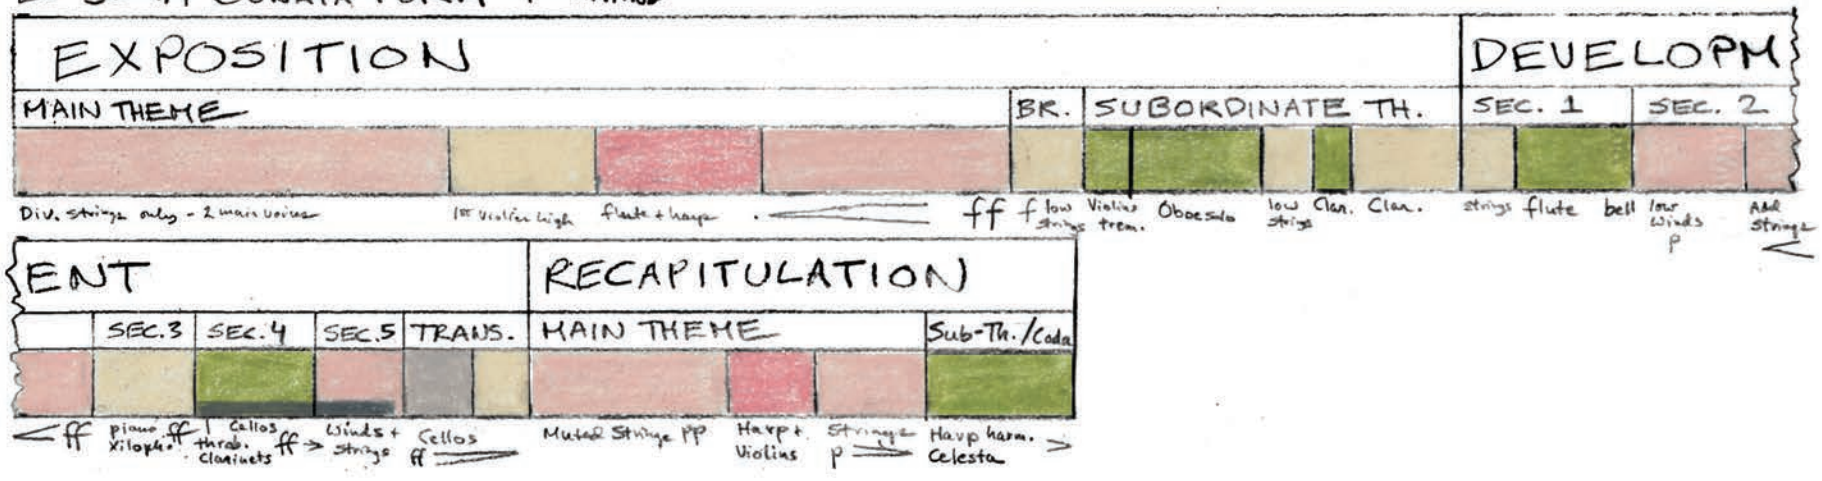 EXPOSITION DEVELOPM
MAIN THEME BR. SUBORDINATE TH. SEC. 1 SEC. 2
Div. strings only - 2 main voices 1st violin high flute + harp ff f low strings Violins trem. Oboe solo low strings Clar. Clar. strings flute bell low winds p Add strings
ENT RECAPITULATION
SEC.3 SEC.4 SEC.5 TRANS. MAIN THEME Sub-Th./Coda
ff piano xiloph. ff Cellos throb. clarinets ff winds + strings Cellos ff Muted Strings pp Harp + Violins Strings p Harp harm. Celesta